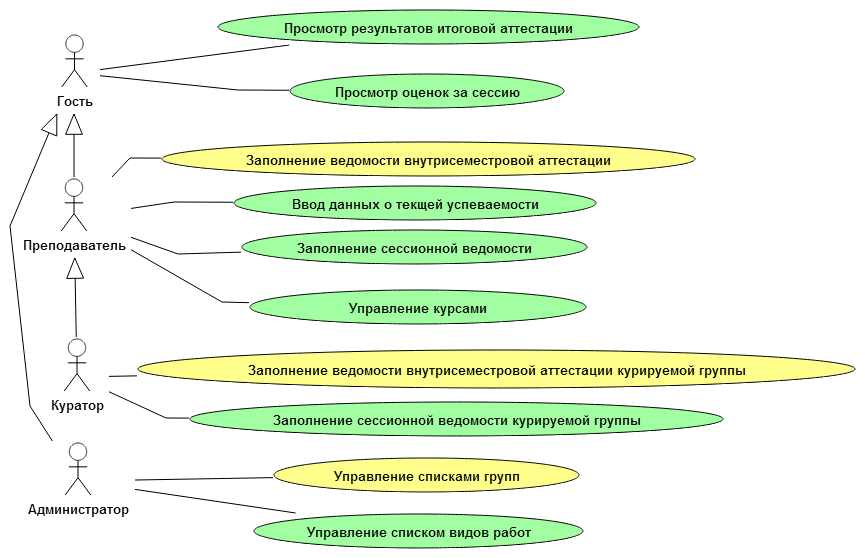 Просмотр результатов итоговой аттестации
Просмотр оценок за сессию
Гость
Заполнение ведомости внутрисеместровой аттестации
Ввод данных о текщей успеваемости
Преподаватель
Заполнение сессионной ведомости
Управление курсами
Заполнение ведомости внутрисеместровой аттестации курируемой группы
Куратор
Заполнение сессионной ведомости курируемой группы
Управление списками групп
Администратор
Управление списком видов работ